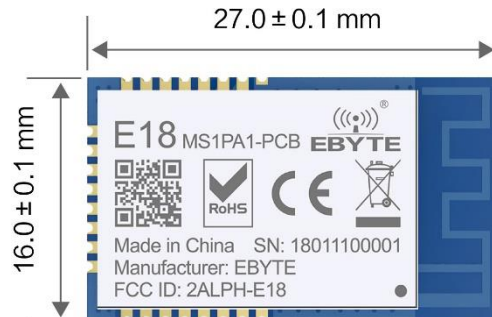 27.0 ± 0.1 mm
16.0 ± 0.1 mm
E18 MS1PA1-PCB EBYTE ®
RoHS CE
Made in China SN: 18011100001
Manufacturer: EBYTE
FCC ID: 2ALPH-E18